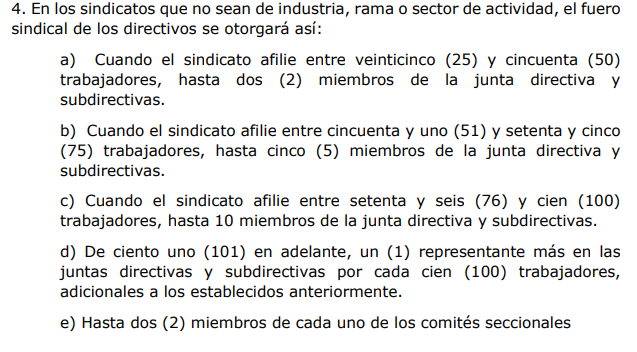 4. En los sindicatos que no sean de industria, rama o sector de actividad, el fuero
sindical de los directivos se otorgará así:
a) Cuando el sindicato afilie entre veinticinco (25) y cincuenta (50)
trabajadores, hasta dos (2) miembros de la junta directiva y
subdirectivas.
b) Cuando el sindicato afilie entre cincuenta y uno (51) y setenta y cinco
(75) trabajadores, hasta cinco (5) miembros de la junta directiva y
subdirectivas.
c) Cuando el sindicato afilie entre setenta y seis (76) y cien (100)
trabajadores, hasta 10 miembros de la junta directiva y subdirectivas.
d) De ciento uno (101) en adelante, un (1) representante más en las
juntas directivas y subdirectivas por cada cien (100) trabajadores,
adicionales a los establecidos anteriormente.
e) Hasta dos (2) miembros de cada uno de los comités seccionales